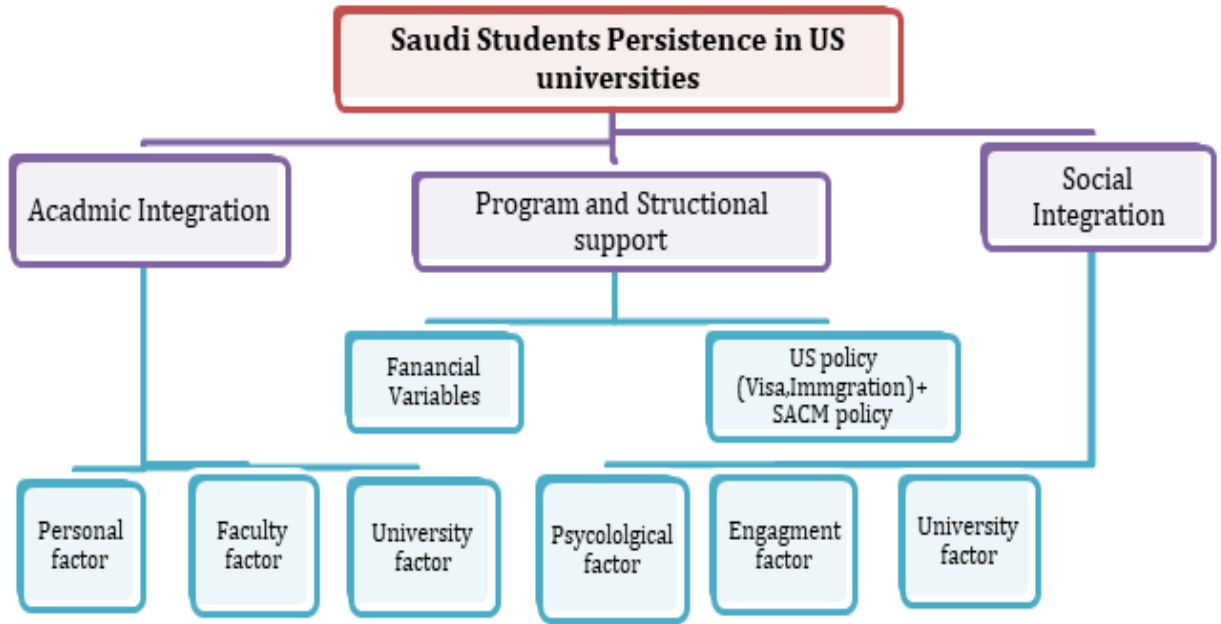 Saudi Students Persistence in US
universities
Acadmic Integration
Program and Structional
support
Social
Integration
Fanancial
Variables
US policy
(Visa,Immgration)+
SACM policy
Personal
factor
Faculty
factor
University
factor
Psycololgical
factor
Engagment
factor
University
factor